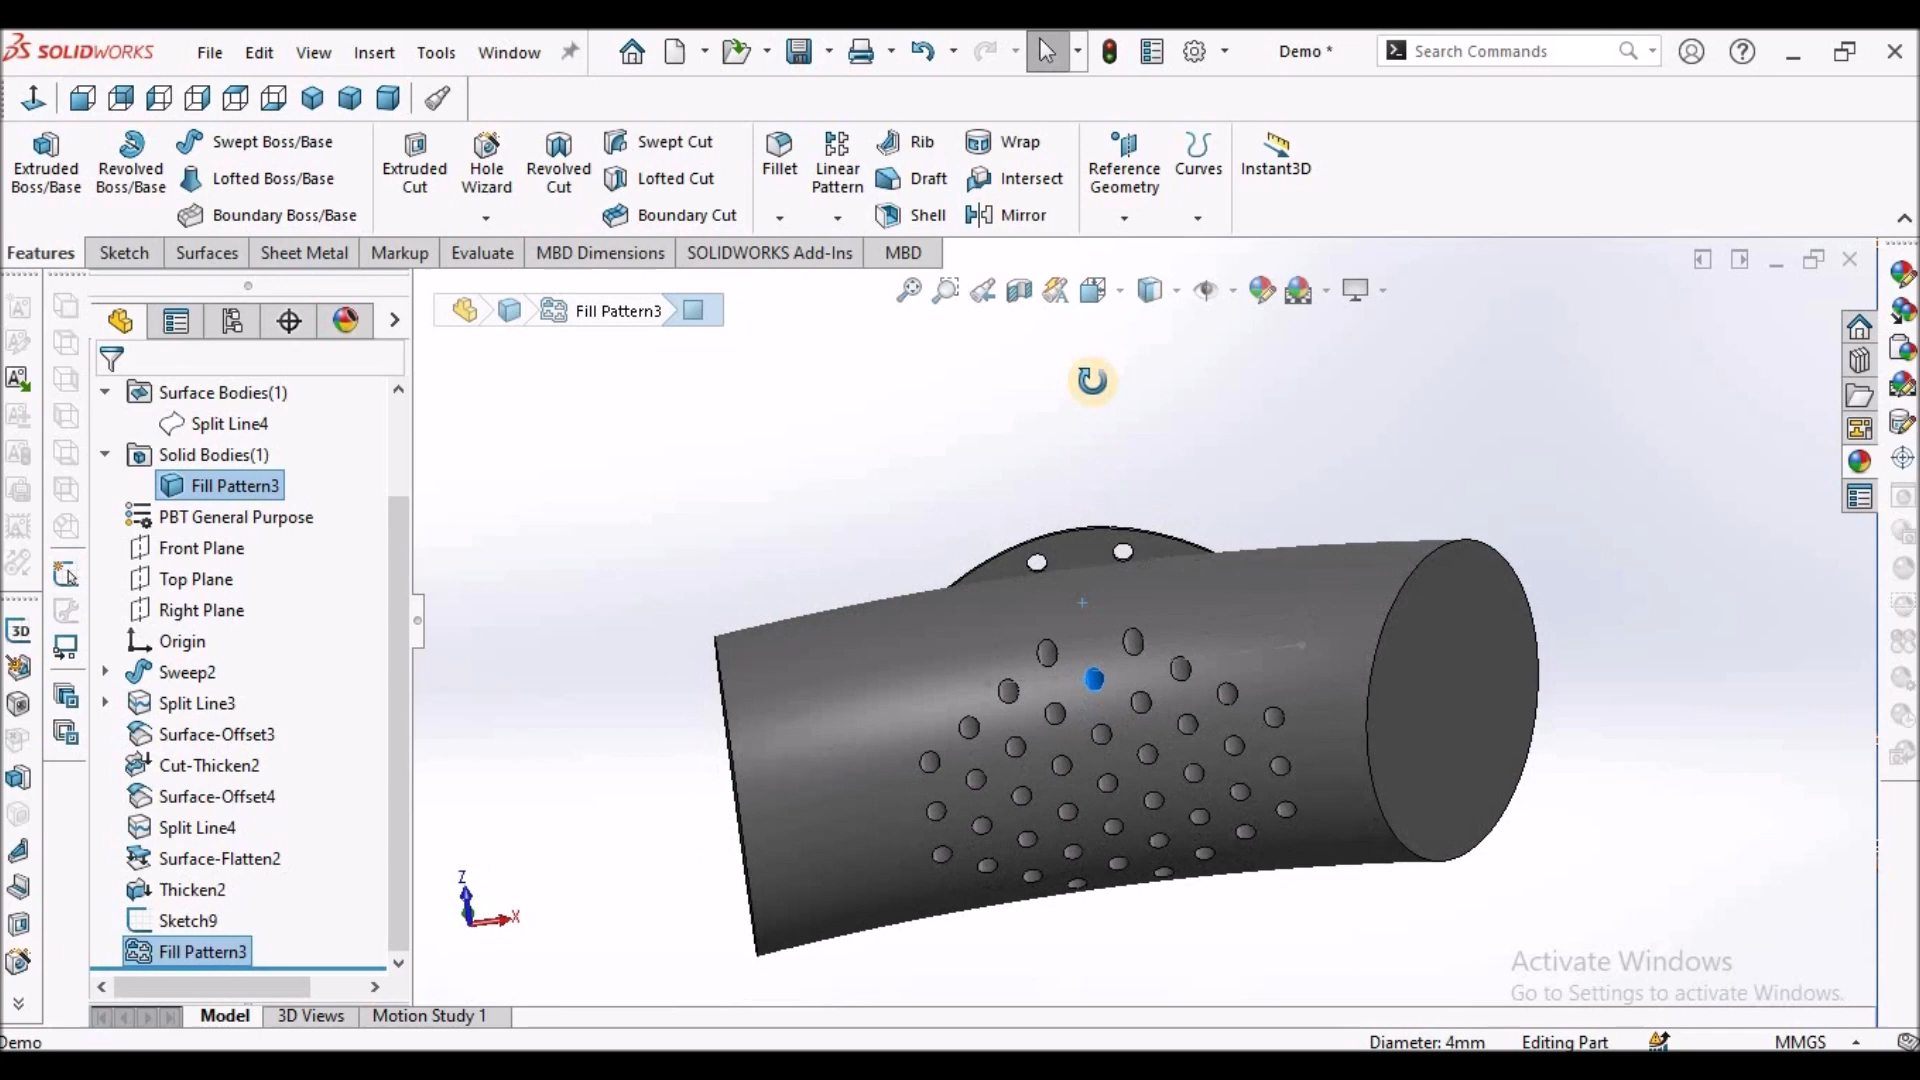 SOLIDWORKS File Edit View Insert Tools Window Demo * Search Commands
Extruded Boss/Base
Revolved Boss/Base
Swept Boss/Base
Lofted Boss/Base
Boundary Boss/Base
Extruded Cut
Hole Wizard
Revolved Cut
Swept Cut
Lofted Cut
Boundary Cut
Fillet
Linear Pattern
Rib
Draft
Shell
Wrap
Intersect
Mirror
Reference Geometry
Curves
Instant3D
Features Sketch Surfaces Sheet Metal Markup Evaluate MBD Dimensions SOLIDWORKS Add-Ins MBD
Fill Pattern3
Surface Bodies(1)
Split Line4
Solid Bodies(1)
Fill Pattern3
PBT General Purpose
Front Plane
Top Plane
Right Plane
Origin
Sweep2
Split Line3
Surface-Offset3
Cut-Thicken2
Surface-Offset4
Split Line4
Surface-Flatten2
Thicken2
Sketch9
Fill Pattern3
3D
Z
X
Activate Windows
Go to Settings to activate Windows.
Model 3D Views Motion Study 1
Demo Diameter: 4mm Editing Part MMGS